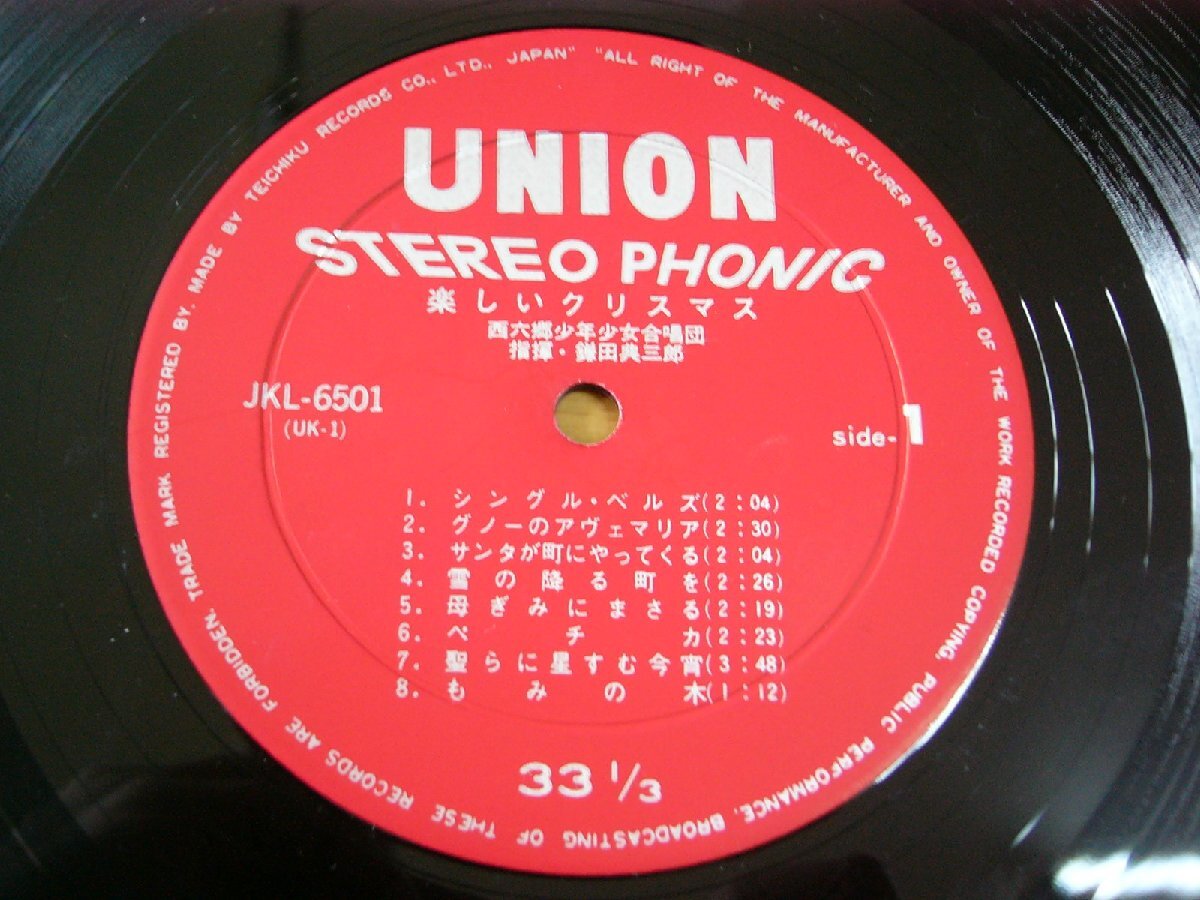 TRADE MARK REGISTERED BY. MADE BY TEICHIKU RECORDS CO., LTD., JAPAN" "ALL RIGHT OF THE MANUFACTURER AND OWNER OF THE WORK RECORDED COPYING, PUBLIC PERFORMANCE, BROADCASTING OF THESE RECORDS ARE FORBIDDEN.
UNION
STEREO PHONIC
楽しいクリスマス
西六郷少年少女合唱団
指揮・鎌田典三郎
JKL-6501
(UK-1)
side-1
1. シングル・ベルズ(2:04)
2. グノーのアヴェマリア(2:30)
3. サンタが町にやってくる(2:04)
4. 雪の降る町を(2:26)
5. 母ぎみにまさる(2:19)
6. ペチカ(2:23)
7. 聖らに星すむ今宵(3:48)
8. もみの木(1:12)
33 1/3